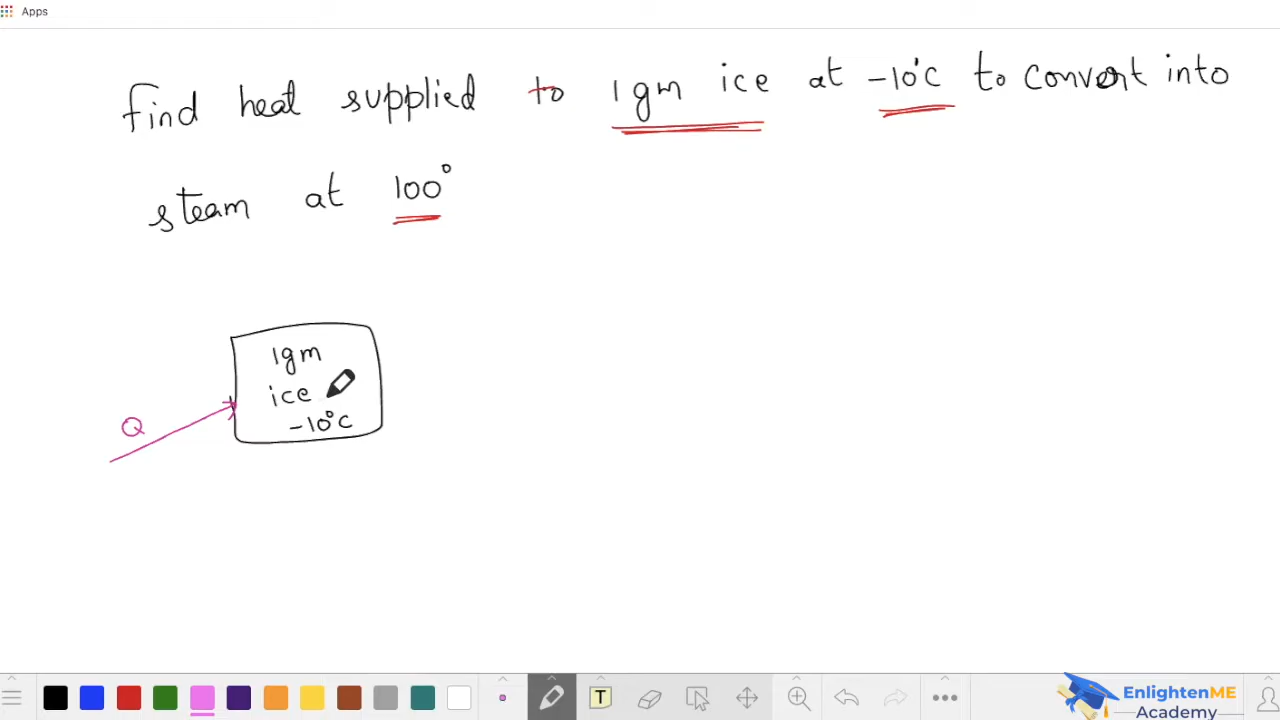 Apps
find heat supplied to 1gm ice at -10°C to convert into
steam at 100°
1gm
ice
-10°C
Q
T
EnlightenME
Academy